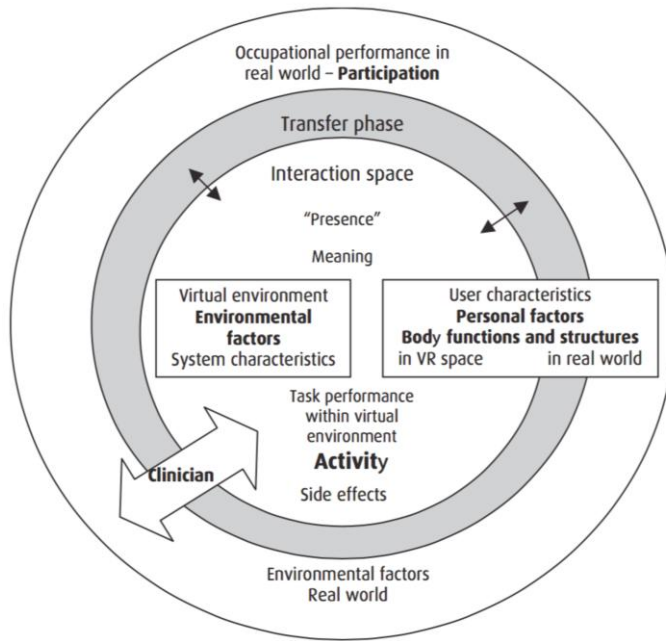 Occupational performance in
real world – Participation
Transfer phase
Interaction space
“Presence”
Meaning
Virtual environment
Environmental
factors
System characteristics
User characteristics
Personal factors
Body functions and structures
in VR space in real world
Task performance
within virtual
environment
Activity
Clinician
Side effects
Environmental factors
Real world